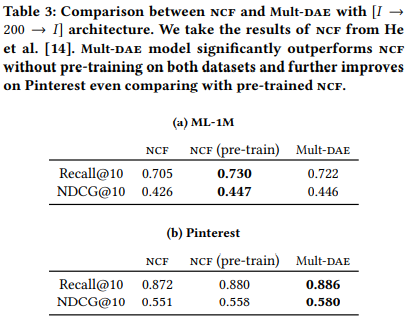 Table 3: Comparison between NCF and Mult-DAE with [I →
200 → I] architecture. We take the results of NCF from He
et al. [14]. Mult-DAE model significantly outperforms NCF
without pre-training on both datasets and further improves
on Pinterest even comparing with pre-trained NCF.
(a) ML-1M
NCF NCF (pre-train) Mult-DAE
Recall@10 0.705 0.730 0.722
NDCG@10 0.426 0.447 0.446
(b) Pinterest
NCF NCF (pre-train) Mult-DAE
Recall@10 0.872 0.880 0.886
NDCG@10 0.551 0.558 0.580